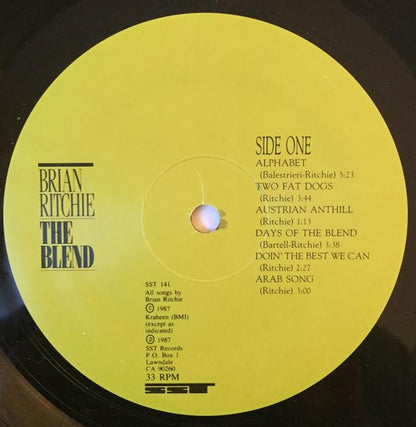 BRIAN
RITCHIE
THE
BLEND
SIDE ONE
ALPHABET
(Balestrieri-Ritchie) 5:23
TWO FAT DOGS
(Ritchie) 3:44
AUSTRIAN ANTHILL
(Ritchie) 1:13
DAYS OF THE BLEND
(Bartell-Ritchie) 3:38
DOIN' THE BEST WE CAN
(Ritchie) 2:27
ARAB SONG
(Ritchie) 3:00
SST 141
All songs by
Brian Ritchie
© 1987
Kraheen (BMI)
(except as
indicated)
℗ 1987
SST Records
P.O. Box 1
Lawndale
CA 90260
33 RPM
SST